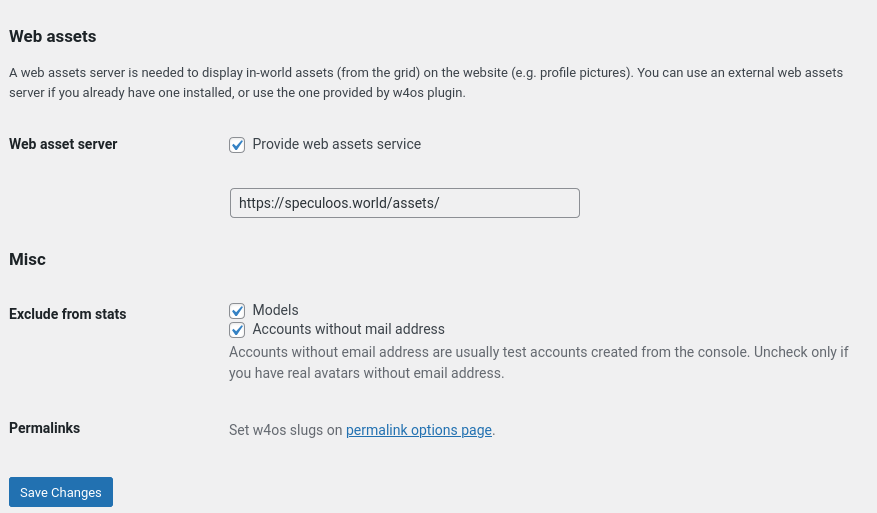 Web assets
A web assets server is needed to display in-world assets (from the grid) on the website (e.g. profile pictures). You can use an external web assets
server if you already have one installed, or use the one provided by w4os plugin.
Web asset server
Provide web assets service
https://speculoos.world/assets/
Misc
Exclude from stats
Models
Accounts without mail address
Accounts without email address are usually test accounts created from the console. Uncheck only if
you have real avatars without email address.
Permalinks
Set w4os slugs on permalink options page.
Save Changes